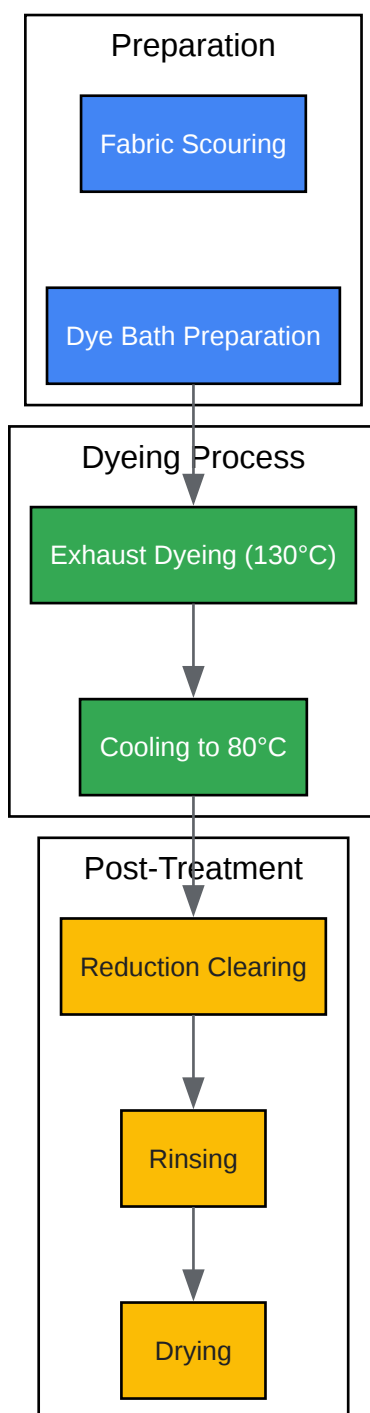 Preparation
Fabric Scouring
Dye Bath Preparation
Dyeing Process
Exhaust Dyeing (130°C)
Cooling to 80°C
Post-Treatment
Reduction Clearing
Rinsing
Drying